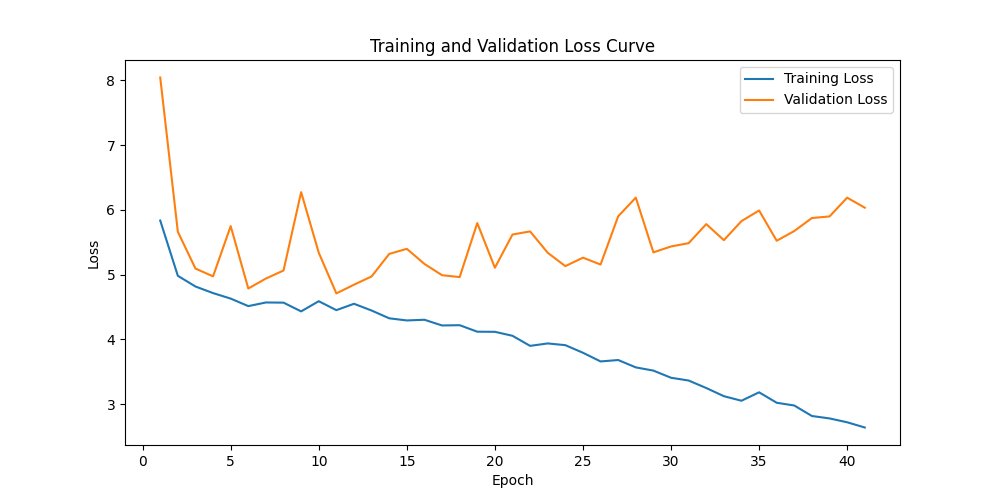 Training and Validation Loss Curve
Training Loss
Validation Loss
8
7
6
5
4
3
Loss
0 5 10 15 20 25 30 35 40
Epoch